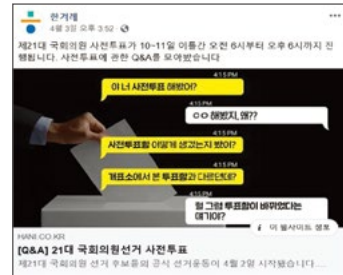 한겨레
4월 3일 오후 3:52
제21대 국회의원 사전투표가 10~11일 이틀간 오전 6시부터 오후 6시까지 진
행됩니다. 사전투표에 관한 Q&A를 모아봤습니다
4:15 PM
야 너 사전투표 해봤어?
4:15 PM
ㅇㅇ 해봤지, 왜??
4:15 PM
사전투표함 어떻게 생겼는지 봤어?
4:15 PM
개표소에서 본 투표함과 다르던데?
4:15 PM
헐 그럼 투표함이 바뀌었다는
얘기야?
이 웹사이트 정보
HANI.CO.KR
[Q&A] 21대 국회의원선거 사전투표
제21대 국회의원 선거 후보들의 공식 선거운동이 4월 2일 시작됐습니다....